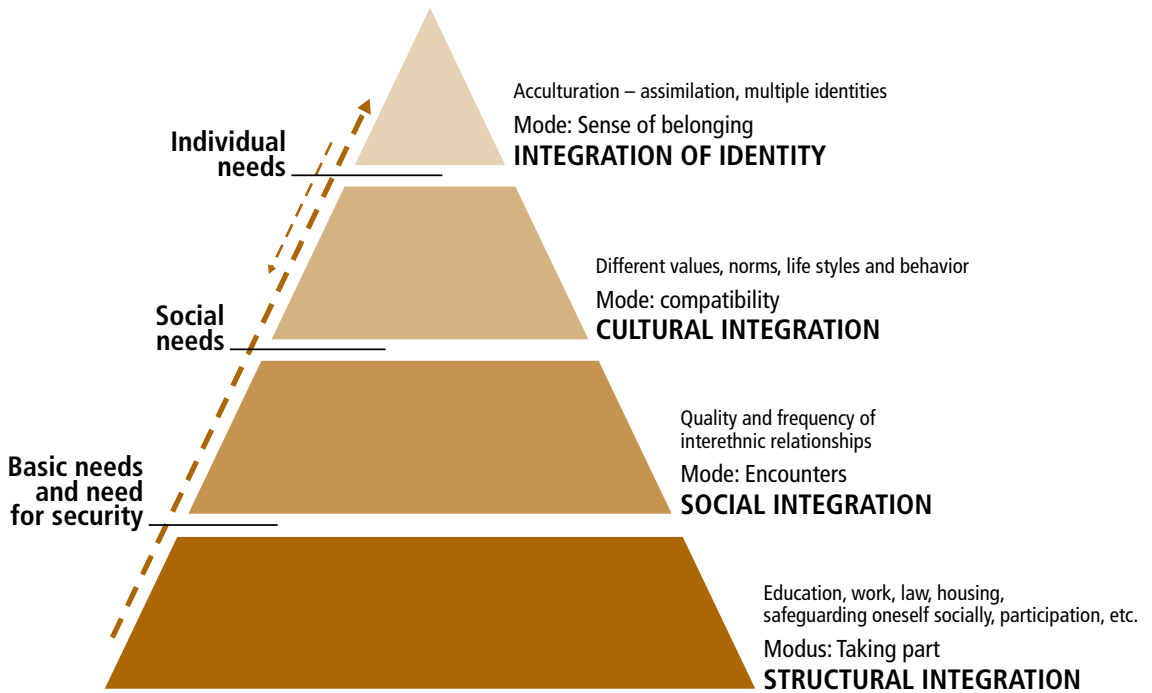 Acculturation – assimilation, multiple identities
Mode: Sense of belonging
INTEGRATION OF IDENTITY
Individual
needs
Different values, norms, life styles and behavior
Mode: compatibility
CULTURAL INTEGRATION
Social
needs
Quality and frequency of
interethnic relationships
Mode: Encounters
SOCIAL INTEGRATION
Basic needs
and need
for security
Education, work, law, housing,
safeguarding oneself socially, participation, etc.
Modus: Taking part
STRUCTURAL INTEGRATION